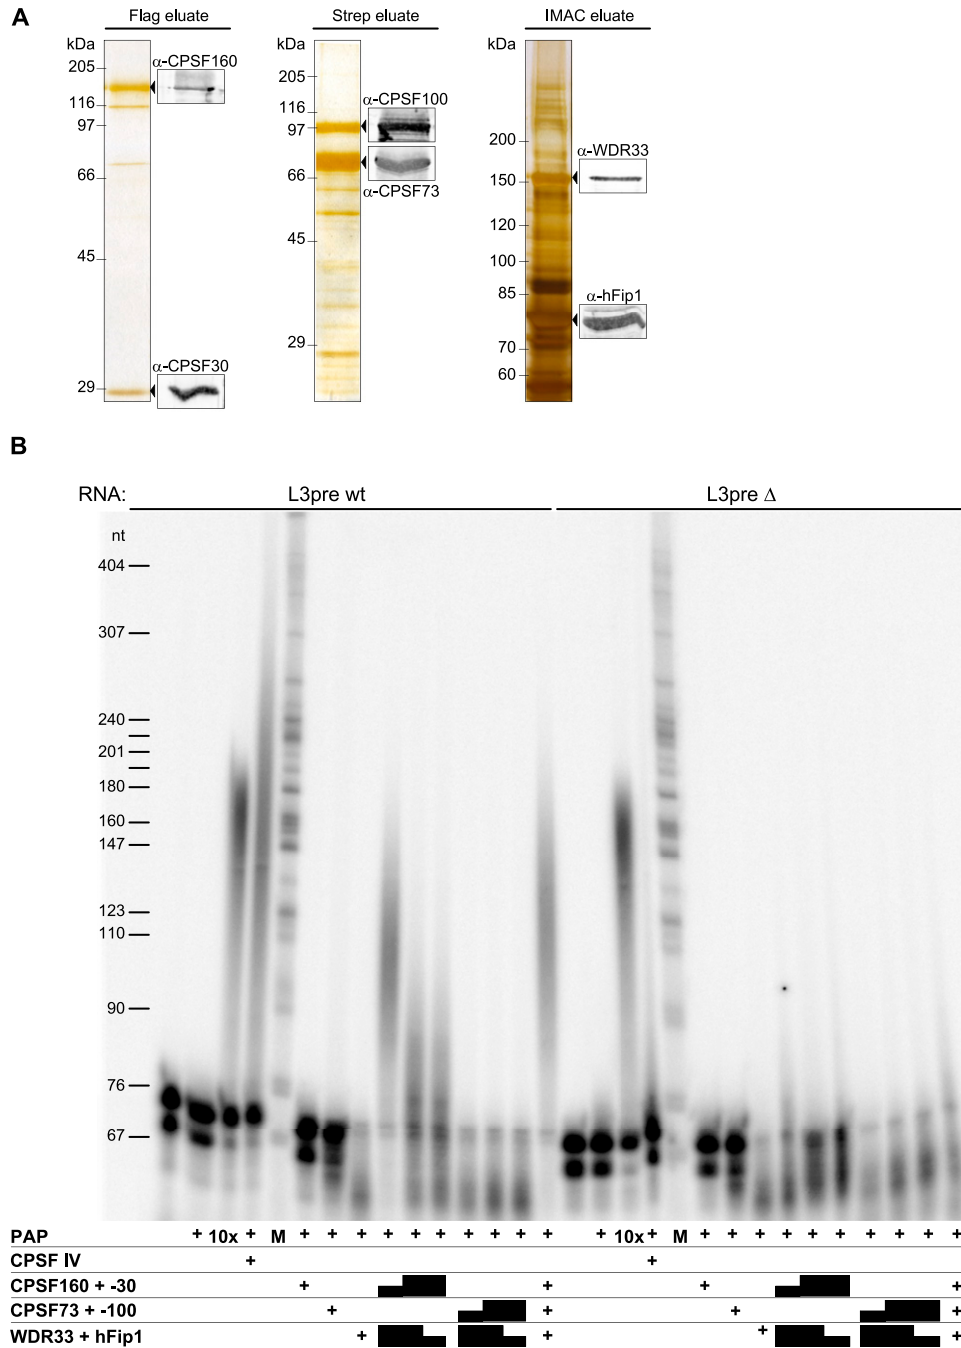 A
Flag eluate
Strep eluate
IMAC eluate
kDa
205
116
97
66
45
29
α-CPSF160
α-CPSF30
kDa
205
116
97
66
45
29
α-CPSF100
α-CPSF73
kDa
200
150
120
100
85
70
60
α-WDR33
α-hFip1
B
RNA: L3pre wt L3pre Δ
nt
404
307
240
201
180
160
147
123
110
90
76
67
PAP + 10x + M + + + + + + + + + + + 10x + M + + + + + + + + + +
CPSF IV + +
CPSF160 + -30 + + + +
CPSF73 + -100 + + + +
WDR33 + hFip1 + + + +